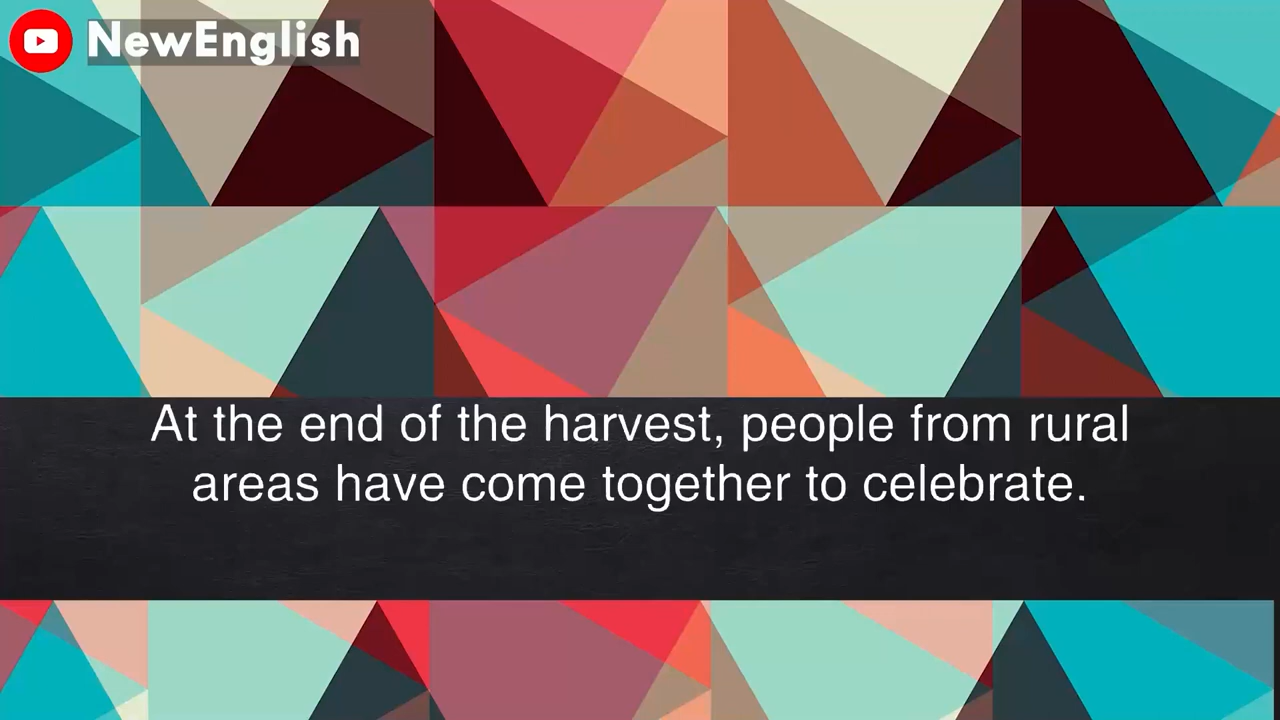 NewEnglish
At the end of the harvest, people from rural
areas have come together to celebrate.